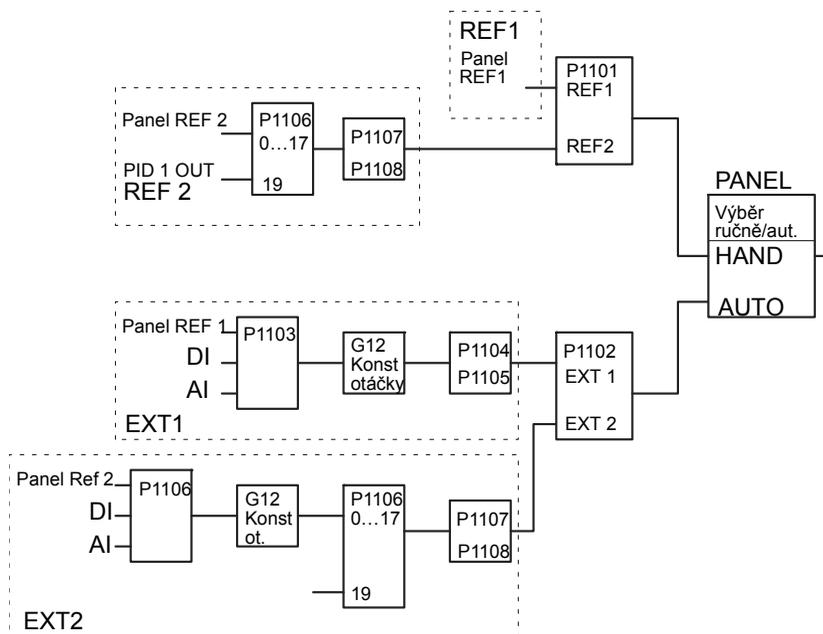 REF1
Panel
REF1
P1101
REF1
REF2
Panel REF 2
PID 1 OUT
REF 2
P1106
0...17
19
P1107
P1108
PANEL
Výběr
ručně/aut.
HAND
AUTO
Panel REF 1
DI
AI
EXT1
P1103
G12
Konst
otáčky
P1104
P1105
P1102
EXT 1
EXT 2
Panel Ref 2
DI
AI
EXT2
P1106
G12
Konst
ot.
P1106
0...17
19
P1107
P1108